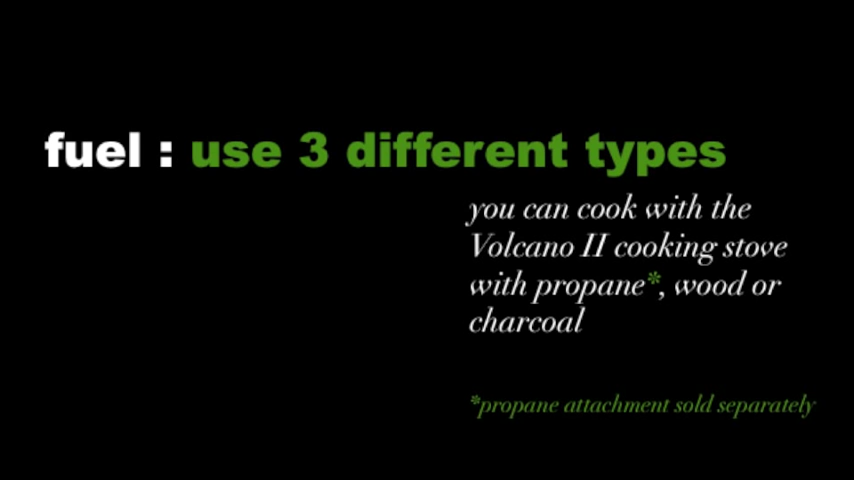 fuel : use 3 different types
you can cook with the
Volcano II cooking stove
with propane*, wood or
charcoal
*propane attachment sold separately